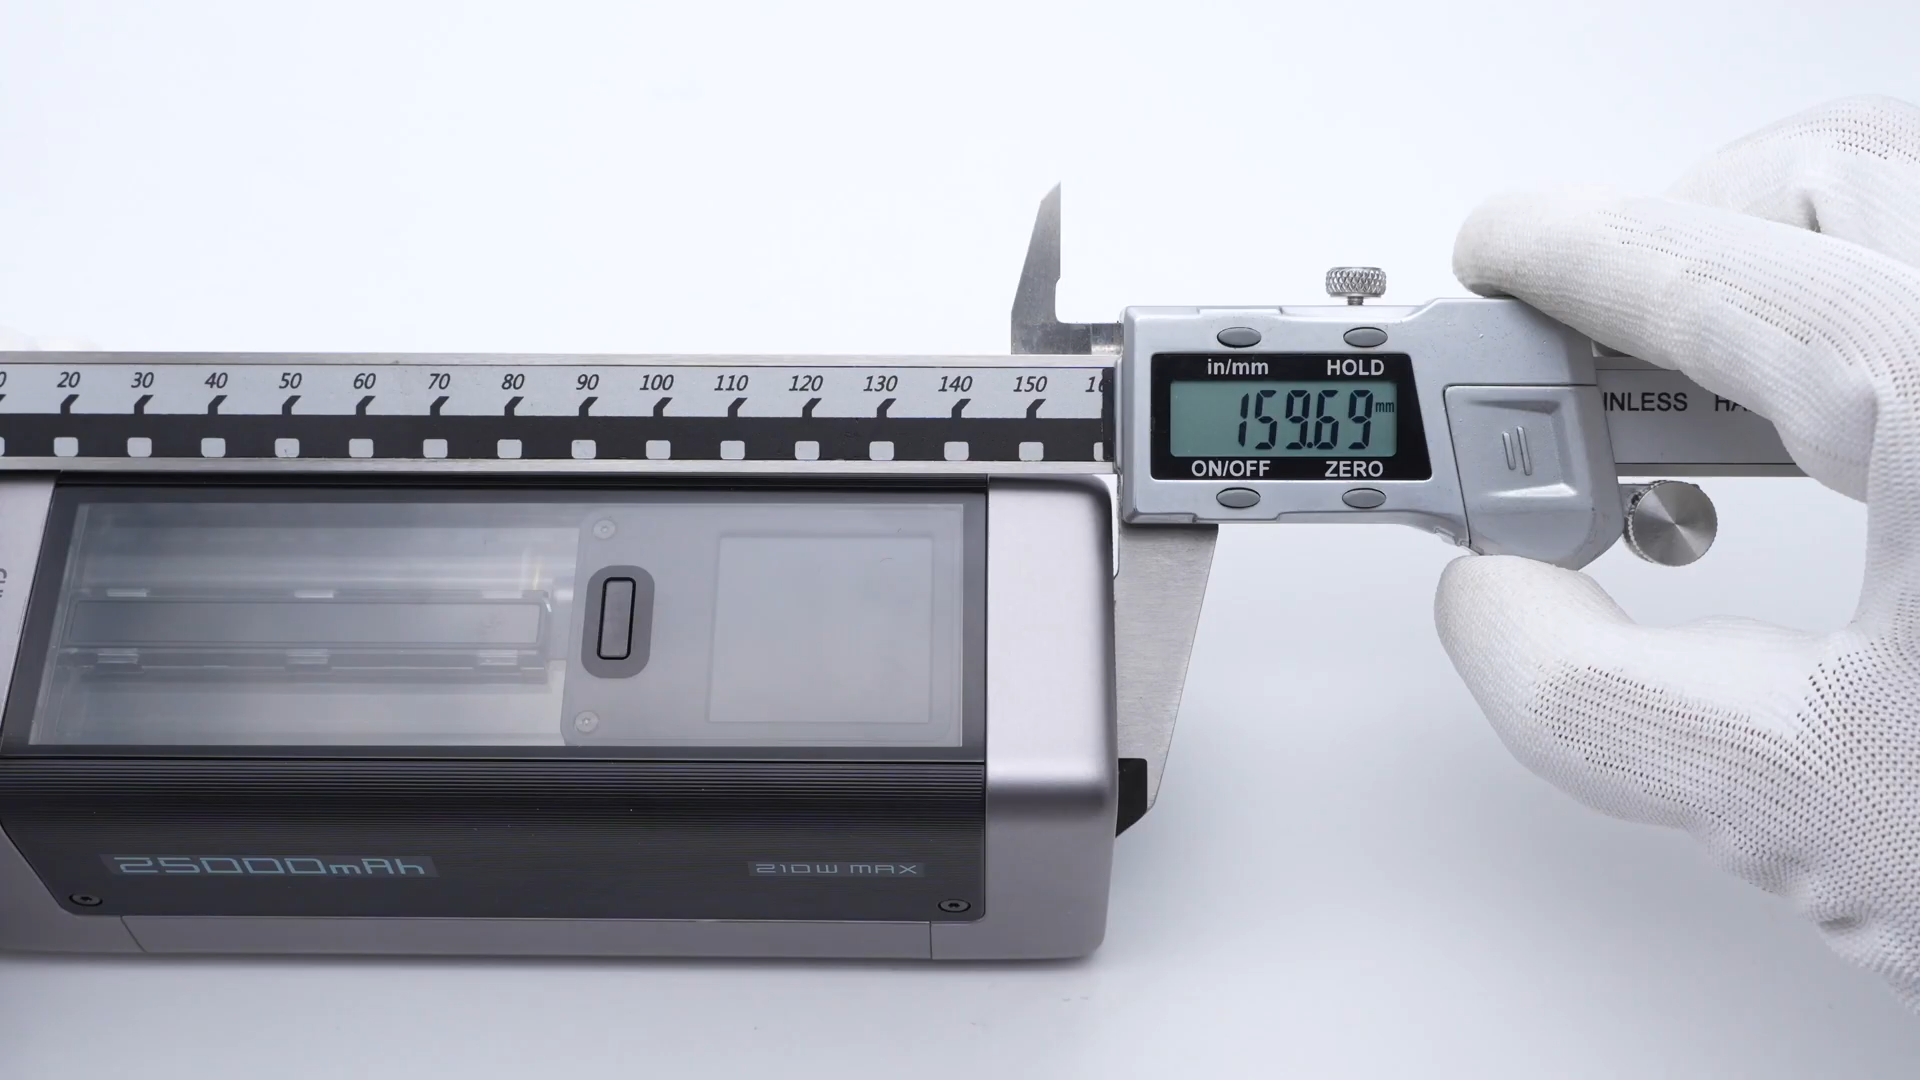 in/mm HOLD
20 30 40 50 60 70 80 90 100 110 120 130 140 150
159.69 mm
INLESS
ON/OFF ZERO
25000mAh
210W MAX